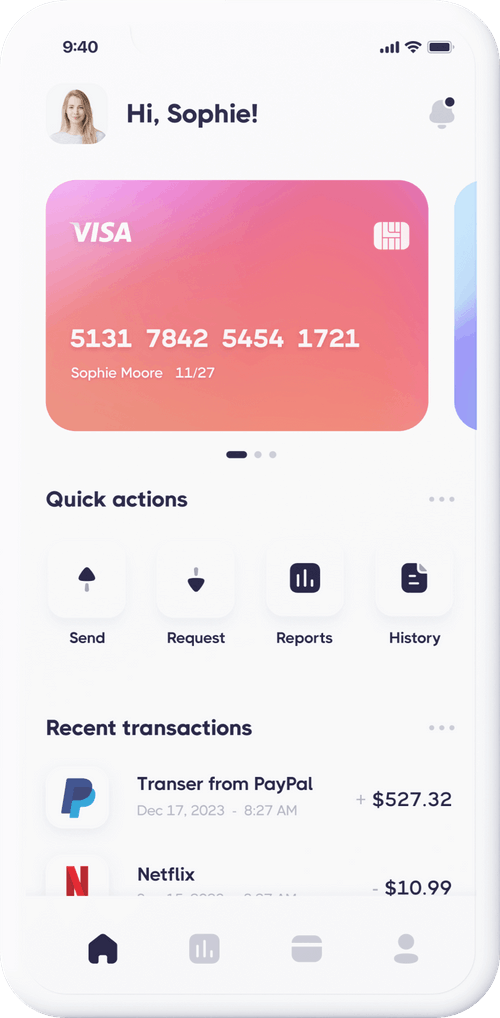 9:40
Hi, Sophie!
VISA
5131 7842 5454 1721
Sophie Moore 11/27
Quick actions
Send Request Reports History
Recent transactions
Transer from PayPal
+ $527.32
Dec 17, 2023 - 8:27 AM
Netflix
- $10.99